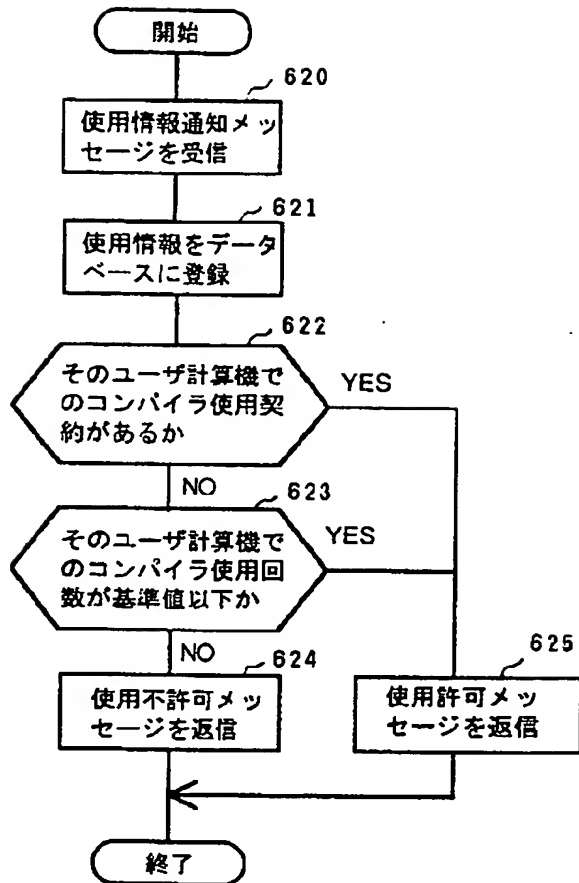 開始
620
使用情報通知メッ
セージを受信
621
使用情報をデータ
ベースに登録
622
そのユーザ計算機で
のコンパイラ使用契
約があるか
YES
NO
623
そのユーザ計算機で
のコンパイラ使用回
数が基準値以下か
YES
NO
624
使用不許可メッ
セージを返信
625
使用許可メッ
セージを返信
終了